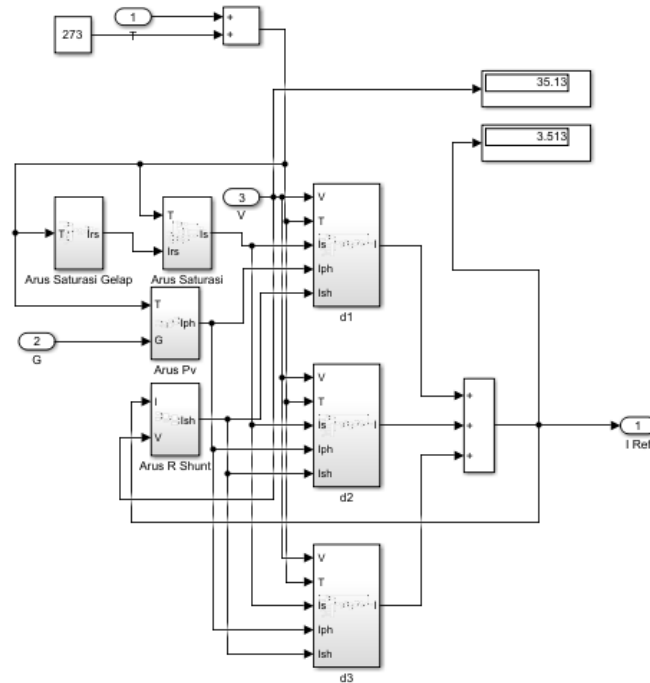 1
+
273
T
+
35.13
3.513
3
V
V
T
T
Irs
T
Is
Is
I
Irs
Iph
Arus Saturasi Gelap
Arus Saturasi
Ish
T
Iph
d1
2
G
G
Arus Pv
V
I
T
+
Ish
Is
I
+
1
V
Iph
+
I Ref
Arus R Shunt
Ish
d2
V
T
Is
I
Iph
Ish
d3